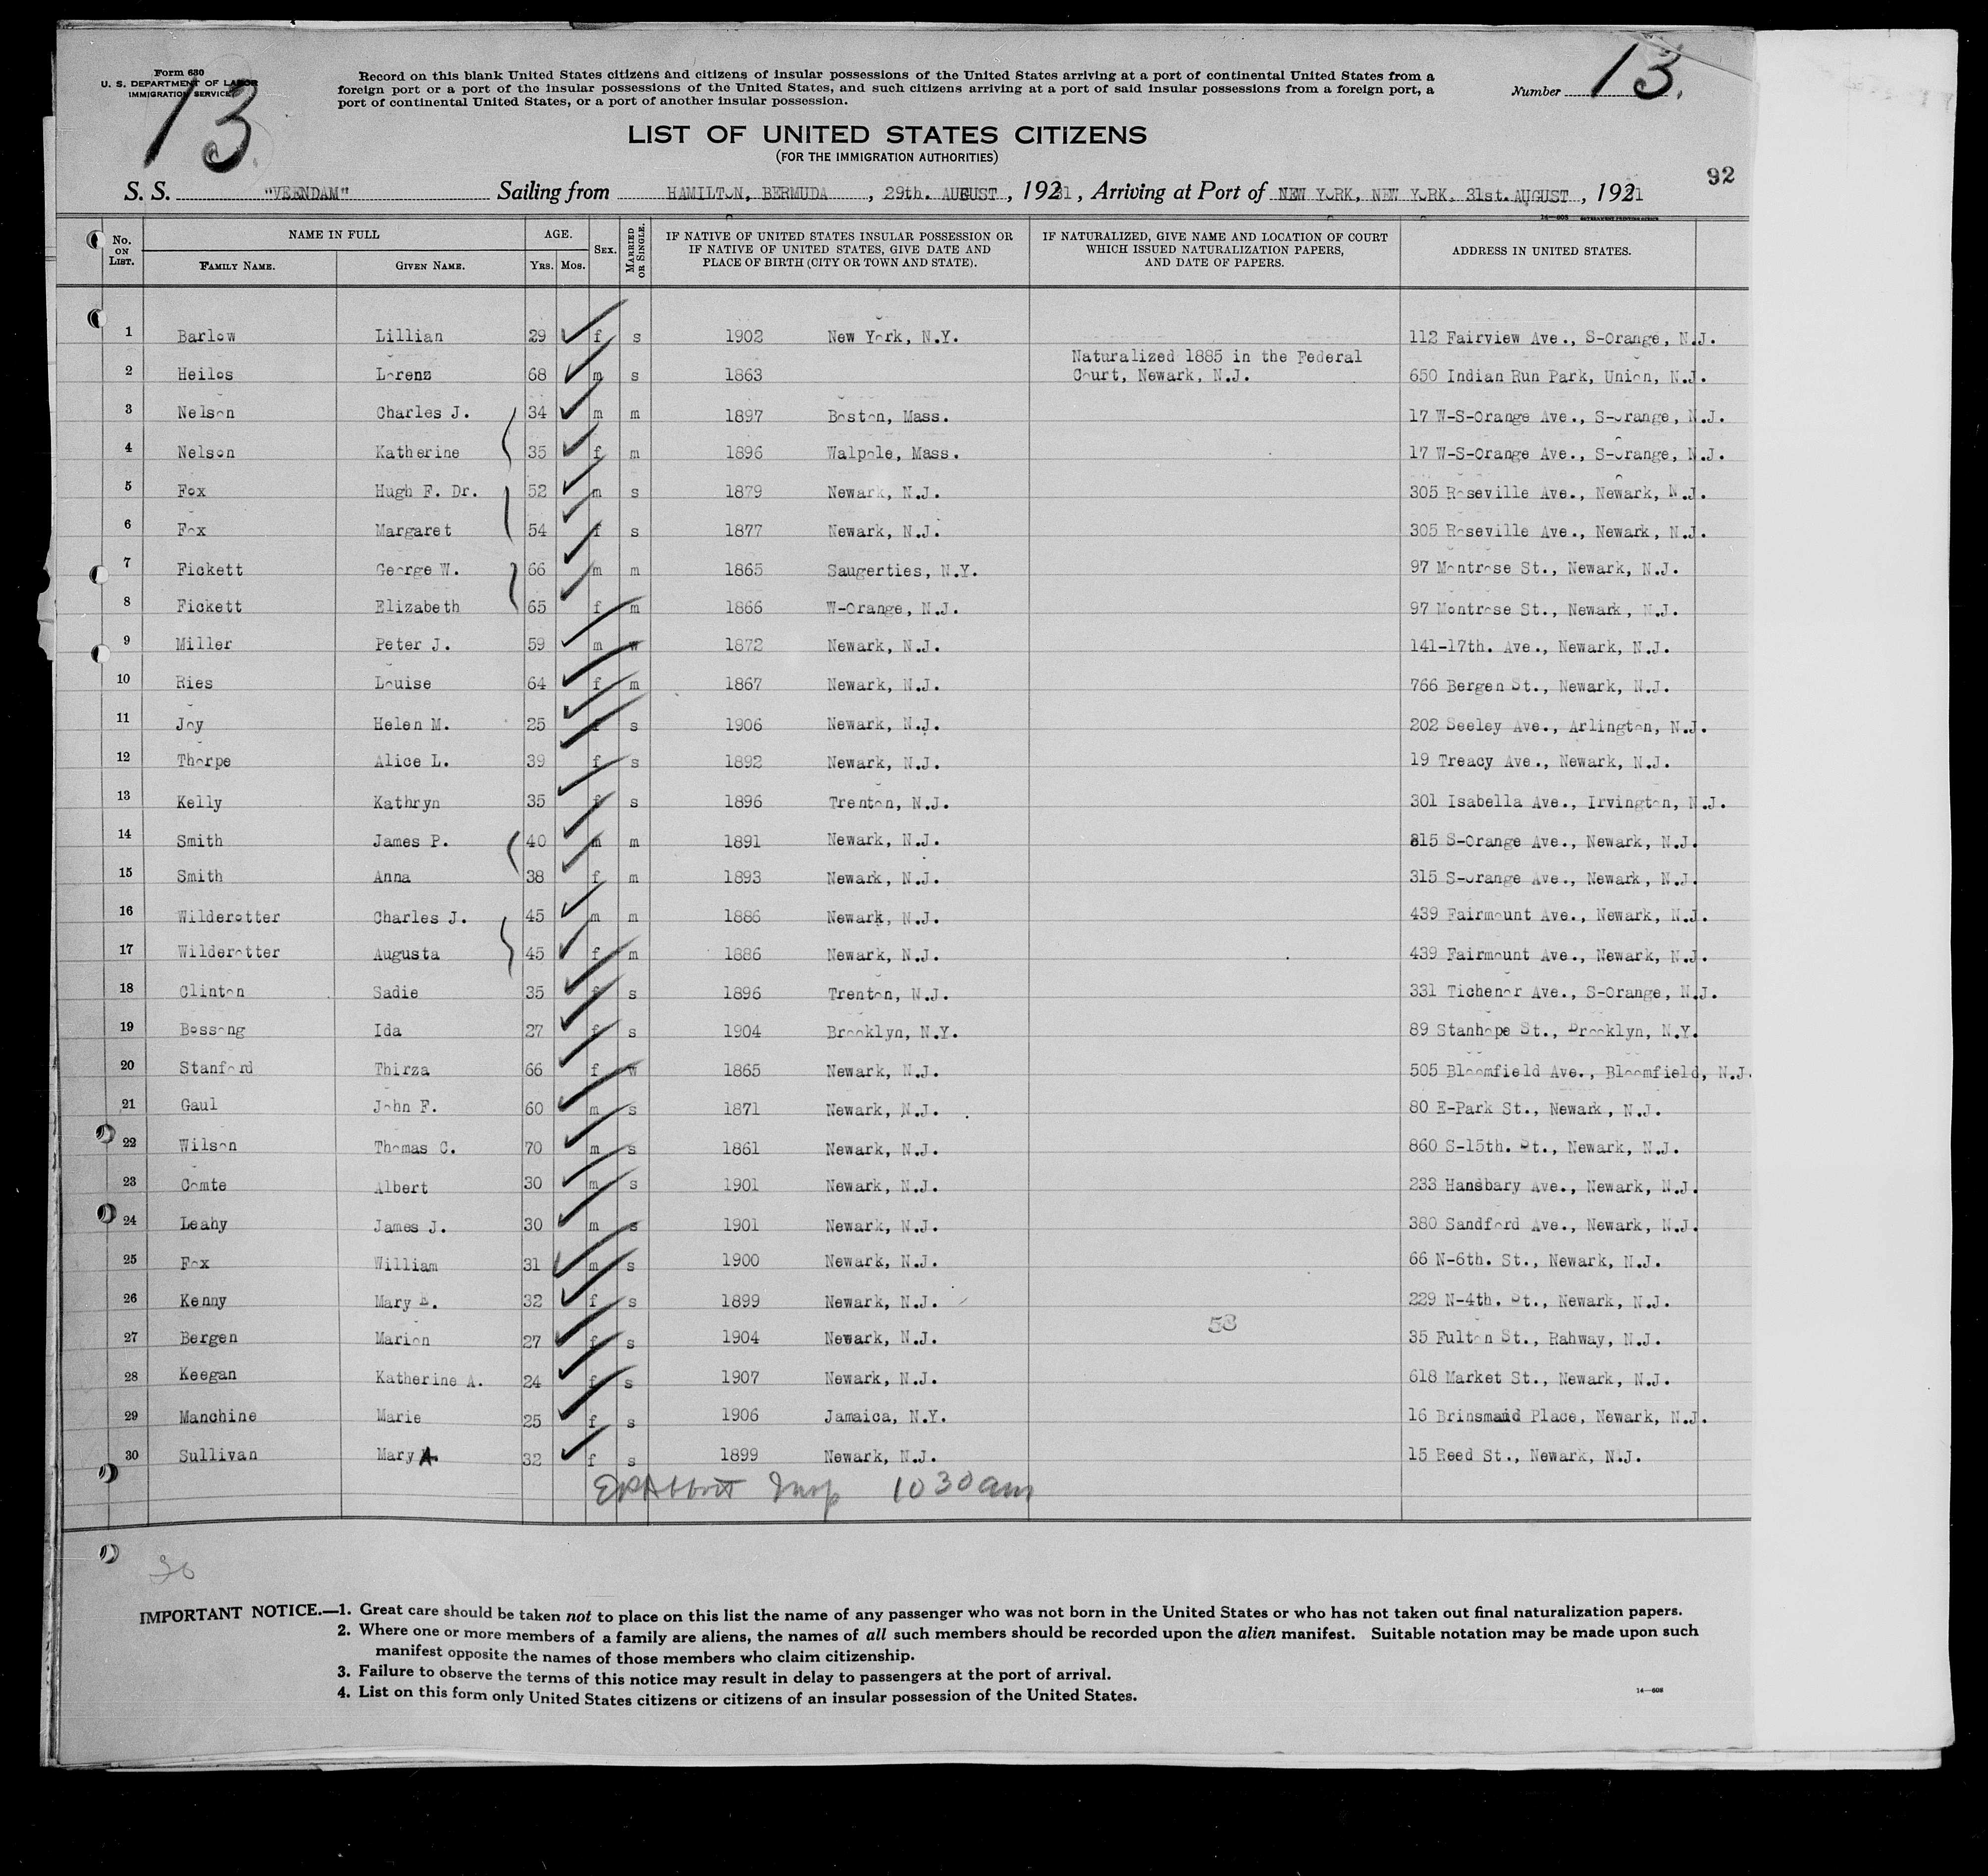 Form 630
U. S. DEPARTMENT OF LABOR
IMMIGRATION SERVICE
13
Record on this blank United States citizens and citizens of insular possessions of the United States arriving at a port of continental United States from a
foreign port or a port of the insular possessions of the United States, and such citizens arriving at a port of said insular possessions from a foreign port, a
port of continental United States, or a port of another insular possession.
Number 13.
LIST OF UNITED STATES CITIZENS
(FOR THE IMMIGRATION AUTHORITIES)
92
S. S. "VEENDAM" Sailing from HAMILTON, BERMUDA, 29th. AUGUST, 1931, Arriving at Port of NEW YORK, NEW YORK. 31st. AUGUST, 1931
14—608 GOVERNMENT PRINTING OFFICE
No. ON LIST. NAME IN FULL FAMILY NAME. GIVEN NAME. AGE. Yrs. Mos. SEX. MARRIED OR SINGLE. IF NATIVE OF UNITED STATES INSULAR POSSESSION OR IF NATIVE OF UNITED STATES, GIVE DATE AND PLACE OF BIRTH (CITY OR TOWN AND STATE). IF NATURALIZED, GIVE NAME AND LOCATION OF COURT WHICH ISSUED NATURALIZATION PAPERS, AND DATE OF PAPERS. ADDRESS IN UNITED STATES.
1 Barlow Lillian 29 f s 1902 New York, N.Y. 112 Fairview Ave., S-Orange, N.J.
2 Heilos Lorenz 68 m s 1863 Naturalized 1885 in the Federal Court, Newark, N.J. 650 Indian Run Park, Union, N.J.
3 Nelson Charles J. 34 m m 1897 Boston, Mass. 17 W-S-Orange Ave., S-Orange, N.J.
4 Nelson Katherine 35 f m 1896 Walpole, Mass. 17 W-S-Orange Ave., S-Orange, N.J.
5 Fox Hugh F. Dr. 52 m s 1879 Newark, N.J. 305 Roseville Ave., Newark, N.J.
6 Fox Margaret 54 f s 1877 Newark, N.J. 305 Roseville Ave., Newark, N.J.
7 Fickett George W. 66 m m 1865 Saugerties, N.Y. 97 Montrose St., Newark, N.J.
8 Fickett Elizabeth 65 f m 1866 W-Orange, N.J. 97 Montrose St., Newark, N.J.
9 Miller Peter J. 59 m w 1872 Newark, N.J. 141-17th. Ave., Newark, N.J.
10 Ries Louise 64 f m 1867 Newark, N.J. 766 Bergen St., Newark, N.J.
11 Joy Helen M. 25 f s 1906 Newark, N.J. 202 Seeley Ave., Arlington, N.J.
12 Thorpe Alice L. 39 f s 1892 Newark, N.J. 19 Treacy Ave., Newark, N.J.
13 Kelly Kathryn 35 f s 1896 Trenton, N.J. 301 Isabella Ave., Irvington, N.J.
14 Smith James P. 40 m m 1891 Newark, N.J. 815 S-Orange Ave., Newark, N.J.
15 Smith Anna 38 f m 1893 Newark, N.J. 315 S-Orange Ave., Newark, N.J.
16 Wilderotter Charles J. 45 m m 1886 Newark, N.J. 439 Fairmount Ave., Newark, N.J.
17 Wilderotter Augusta 45 f m 1886 Newark, N.J. 439 Fairmount Ave., Newark, N.J.
18 Clinton Sadie 35 f s 1896 Trenton, N.J. 331 Tichenor Ave., S-Orange, N.J.
19 Bossong Ida 27 f s 1904 Brooklyn, N.Y. 89 Stanhope St., Brooklyn, N.Y.
20 Stanford Thirza 66 f w 1865 Newark, N.J. 505 Bloomfield Ave., Bloomfield, N.J.
21 Gaul John F. 60 m s 1871 Newark, N.J. 80 E-Park St., Newark, N.J.
22 Wilson Thomas C. 70 m s 1861 Newark, N.J. 860 S-15th. St., Newark, N.J.
23 Comte Albert 30 m s 1901 Newark, N.J. 233 Hansbary Ave., Newark, N.J.
24 Leahy James J. 30 m s 1901 Newark, N.J. 380 Sandford Ave., Newark, N.J.
25 Fox William 31 m s 1900 Newark, N.J. 66 N-6th. St., Newark, N.J.
26 Kenny Mary E. 32 f s 1899 Newark, N.J. 229 N-4th. St., Newark, N.J.
27 Bergen Marion 27 f s 1904 Newark, N.J. 58 35 Fulton St., Rahway, N.J.
28 Keegan Katherine A. 24 f s 1907 Newark, N.J. 618 Market St., Newark, N.J.
29 Manchine Marie 25 f s 1906 Jamaica, N.Y. 16 Brinsmaid Place, Newark, N.J.
30 Sullivan Mary A. 32 f s 1899 Newark, N.J. 15 Reed St., Newark, N.J.
Insp 10 30 am
30
IMPORTANT NOTICE.—1. Great care should be taken not to place on this list the name of any passenger who was not born in the United States or who has not taken out final naturalization papers.
2. Where one or more members of a family are aliens, the names of all such members should be recorded upon the alien manifest. Suitable notation may be made upon such
manifest opposite the names of those members who claim citizenship.
3. Failure to observe the terms of this notice may result in delay to passengers at the port of arrival.
4. List on this form only United States citizens or citizens of an insular possession of the United States.
14—608